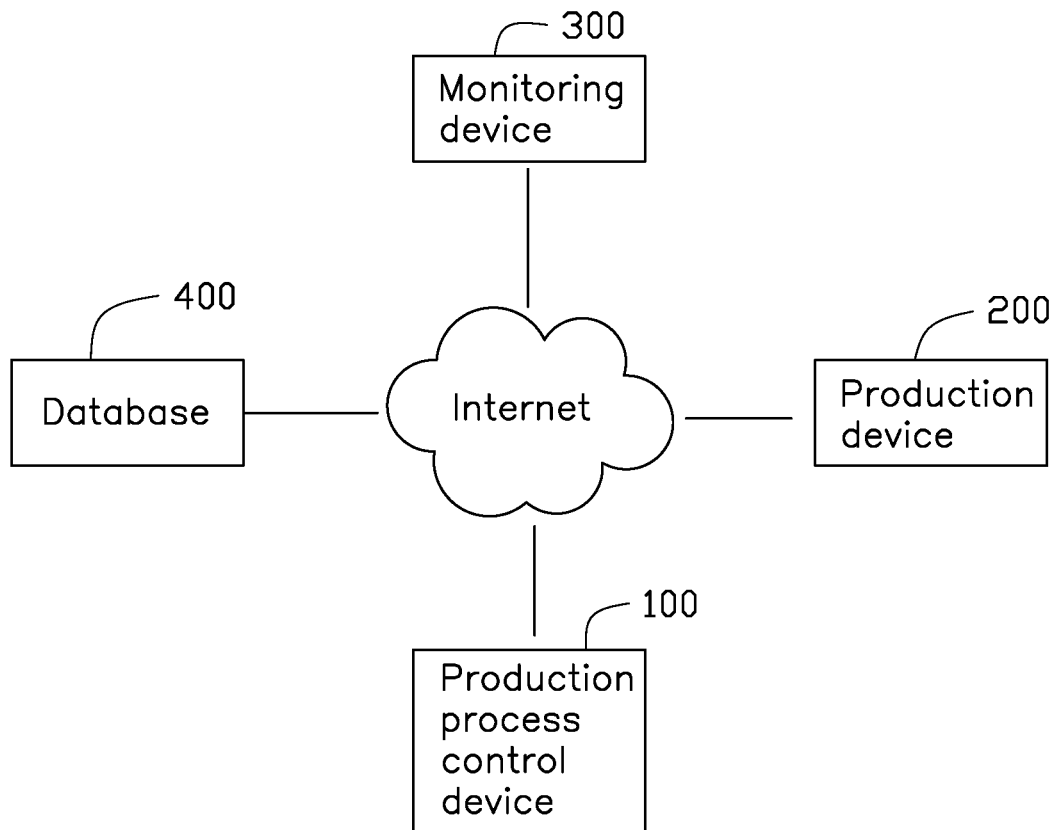 300
Monitoring
device
400
Database
Internet
200
Production
device
100
Production
process
control
device